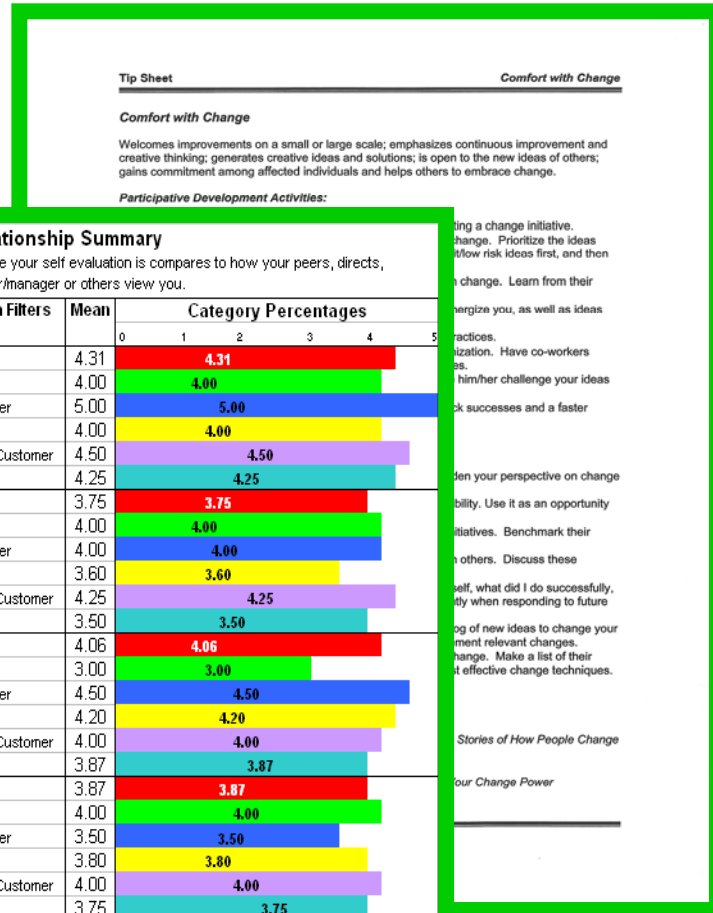 Tip Sheet Comfort with Change
Comfort with Change
Welcomes improvements on a small or large scale; emphasizes continuous improvement and
creative thinking; generates creative ideas and solutions; is open to the new ideas of others;
gains commitment among affected individuals and helps others to embrace change.
Participative Development Activities:
ting a change initiative.
change. Prioritize the ideas
it/low risk ideas first, and then
change. Learn from their
nergize you, as well as ideas
ractices.
nization. Have co-workers
es.
him/her challenge your ideas
ck successes and a faster
den your perspective on change
bility. Use it as an opportunity
itiatives. Benchmark their
others. Discuss these
self, what did I do successfully,
tly when responding to future
og of new ideas to change your
ment relevant changes.
hange. Make a list of their
st effective change techniques.
Stories of How People Change
Your Change Power
ationship Summary
e your self evaluation is compares to how your peers, directs,
r/manager or others view you.
n Filters Mean Category Percentages
0 1 2 3 4 5
4.31 4.31
4.00 4.00
er 5.00 5.00
4.00 4.00
Customer 4.50 4.50
4.25 4.25
3.75 3.75
4.00 4.00
er 4.00 4.00
3.60 3.60
Customer 4.25 4.25
3.50 3.50
4.06 4.06
3.00 3.00
er 4.50 4.50
4.20 4.20
Customer 4.00 4.00
3.87 3.87
3.87 3.87
4.00 4.00
er 3.50 3.50
3.80 3.80
Customer 4.00 4.00
3.75 3.75